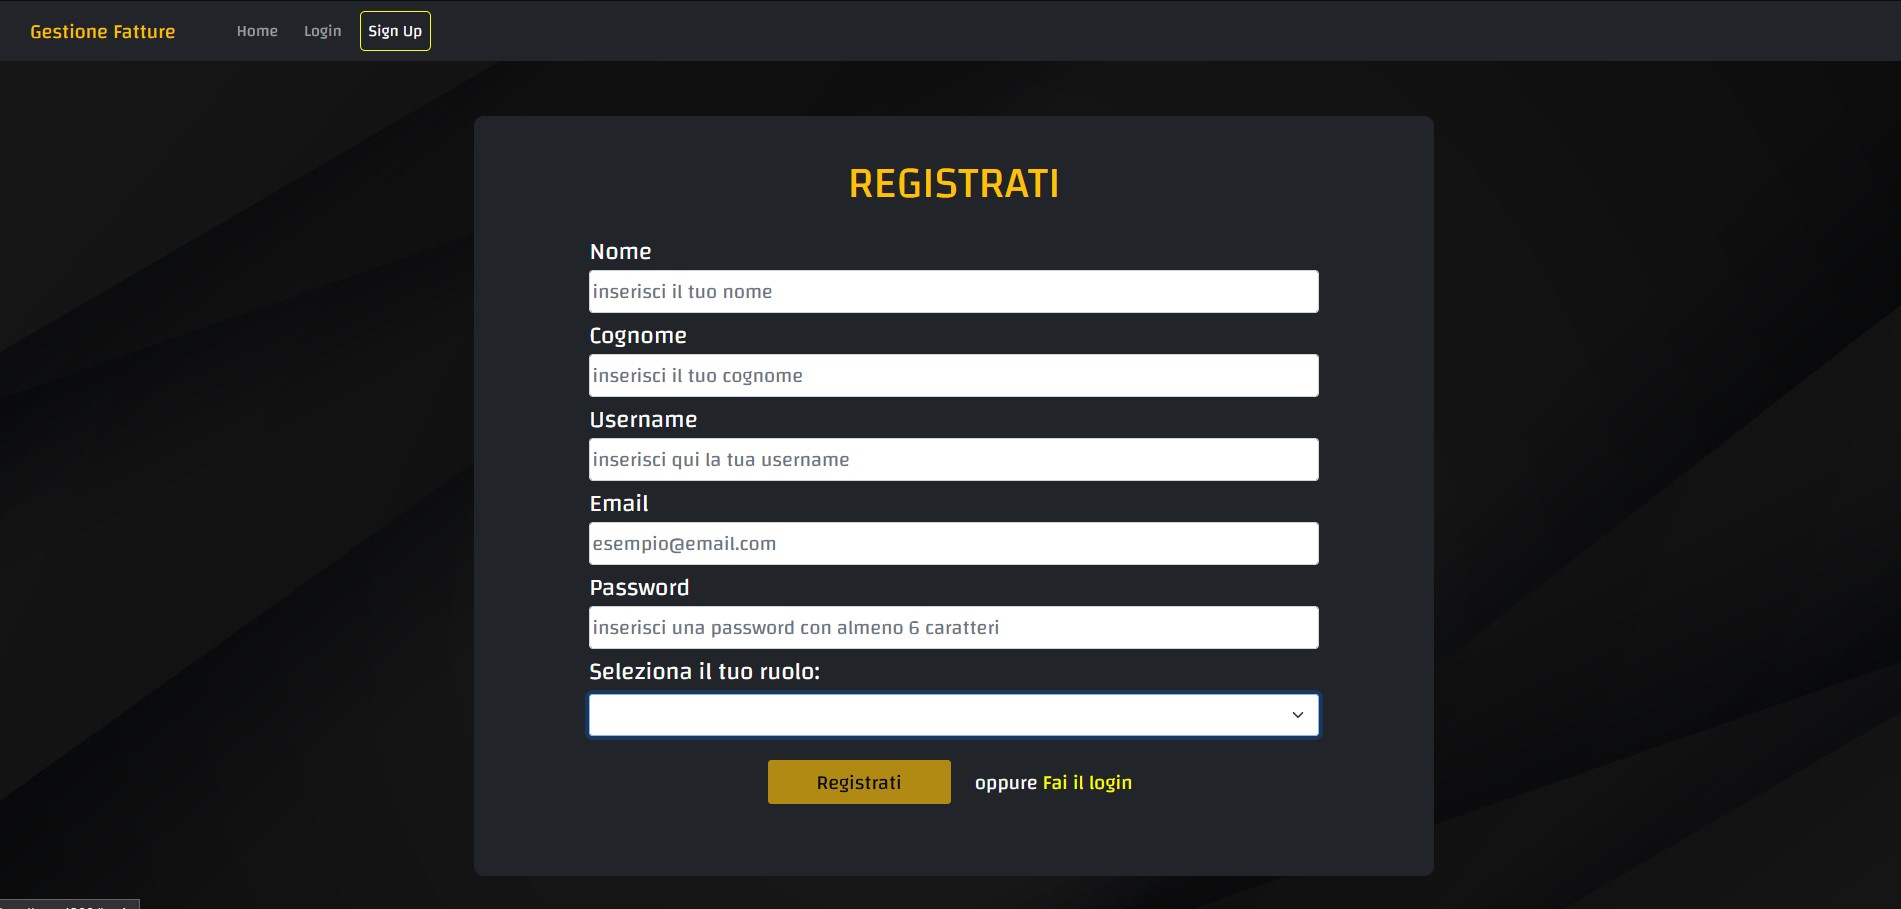 Gestione Fatture Home Login Sign Up
REGISTRATI
Nome
inserisci il tuo nome
Cognome
inserisci il tuo cognome
Username
inserisci qui la tua username
Email
esempio@email.com
Password
inserisci una password con almeno 6 caratteri
Seleziona il tuo ruolo:
Registrati oppure Fai il login